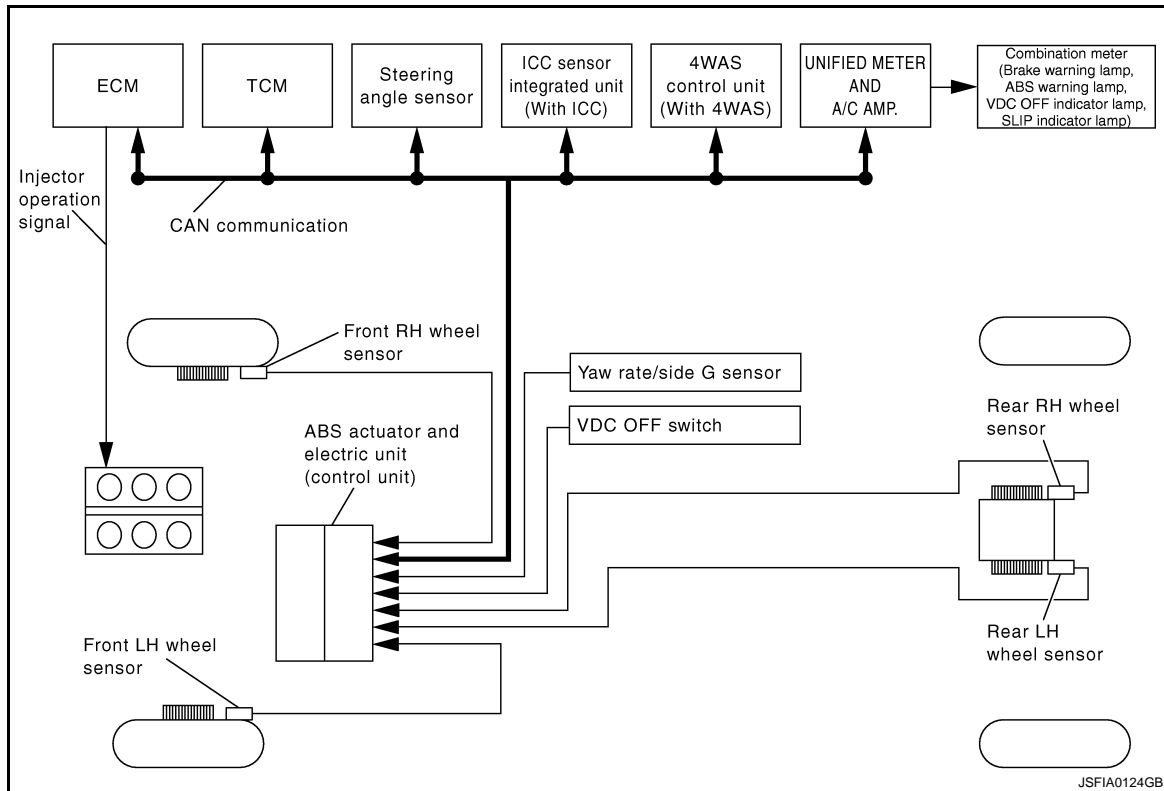 ECM
TCM
Steering
angle sensor
ICC sensor
integrated unit
(With ICC)
4WAS
control unit
(With 4WAS)
UNIFIED METER
AND
A/C AMP.
Combination meter
(Brake warning lamp,
ABS warning lamp,
VDC OFF indicator lamp,
SLIP indicator lamp)
Injector
operation
signal
CAN communication
Front RH wheel
sensor
Yaw rate/side G sensor
VDC OFF switch
Rear RH wheel
sensor
ABS actuator and
electric unit
(control unit)
Front LH wheel
sensor
Rear LH
wheel sensor
JSFIA0124GB